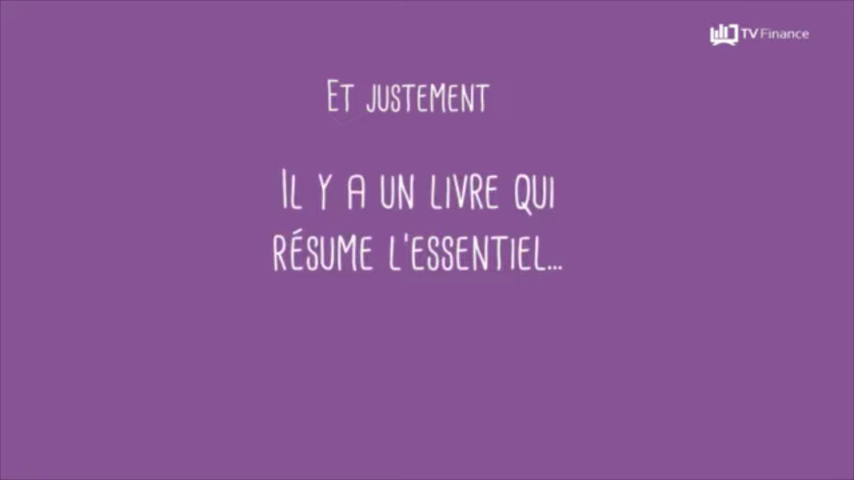 TV Finance
ET JUSTEMENT
IL Y A UN LIVRE QUI
RÉSUME L'ESSENTIEL...